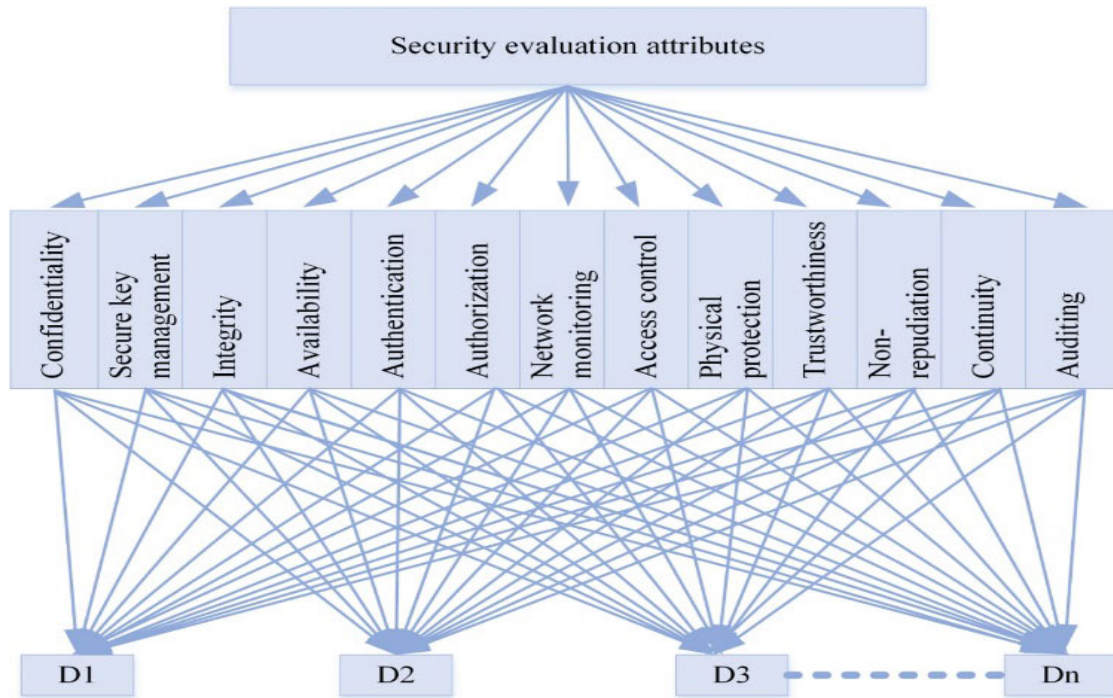 Security evaluation attributes
Confidentiality
Secure key
management
Integrity
Availability
Authentication
Authorization
Network
monitoring
Access control
Physical
protection
Trustworthiness
Non-
repudiation
Continuity
Auditing
D1
D2
D3
Dn